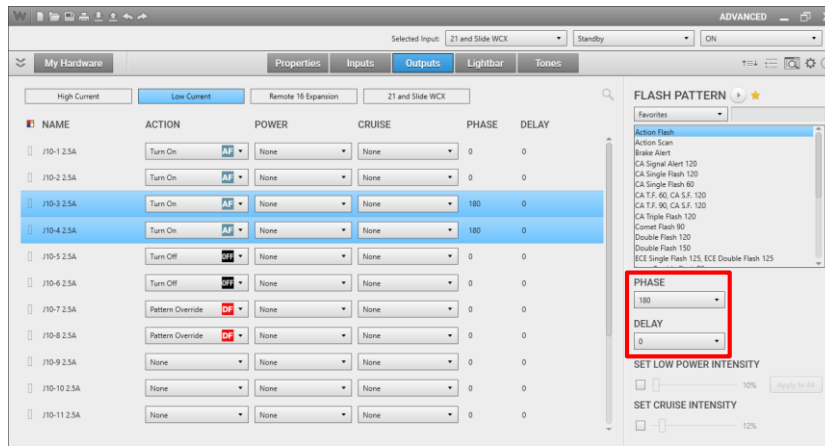 W ADVANCED
Selected Input: 21 and Slide WCX Standby ON
My Hardware Properties Inputs Outputs Lightbar Tones
High Current Low Current Remote 16 Expansion 21 and Slide WCX
NAME ACTION POWER CRUISE PHASE DELAY
J10-1 2.5A Turn On AF None None 0 0
J10-2 2.5A Turn On AF None None 0 0
J10-3 2.5A Turn On AF None None 180 0
J10-4 2.5A Turn On AF None None 180 0
J10-5 2.5A Turn Off OFF None None 0 0
J10-6 2.5A Turn Off OFF None None 0 0
J10-7 2.5A Pattern Override DF None None 0 0
J10-8 2.5A Pattern Override DF None None 0 0
J10-9 2.5A None None None 0 0
J10-10 2.5A None None None 0 0
J10-11 2.5A None None None 0 0
FLASH PATTERN
Favorites
Action Flash
Action Scan
Brake Alert
CA Signal Alert 120
CA Single Flash 120
CA Single Flash 60
CA T.F. 60, CA S.F. 120
CA T.F. 90, CA S.F. 120
CA Triple Flash 120
Comet Flash 90
Double Flash 120
Double Flash 150
ECE Single Flash 125, ECE Double Flash 125
PHASE
180
DELAY
0
SET LOW POWER INTENSITY
10% Apply to All
SET CRUISE INTENSITY
12%